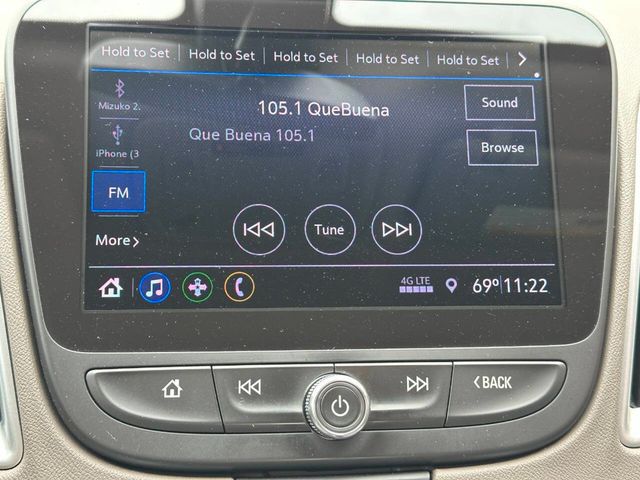 Hold to Set Hold to Set Hold to Set Hold to Set Hold to Set
Mizuko 2.
105.1 QueBuena
Sound
Que Buena 105.1
iPhone (3
Browse
FM
Tune
More
4G LTE
69° 11:22
BACK